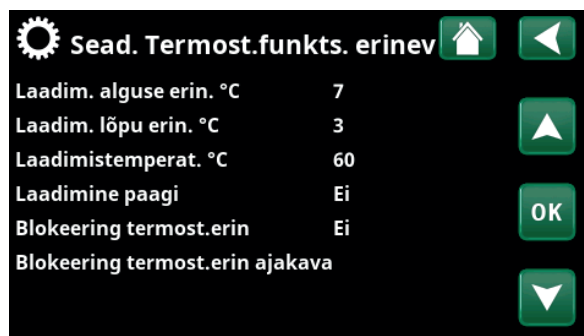 Sead. Termost.funkts. erinev
Laadim. alguse erin. °C 7
Laadim. lõpu erin. °C 3
Laadimistemperat. °C 60
Laadimine paagi Ei
Blokeering termost.erin Ei
Blokeering termost.erin ajakava
OK